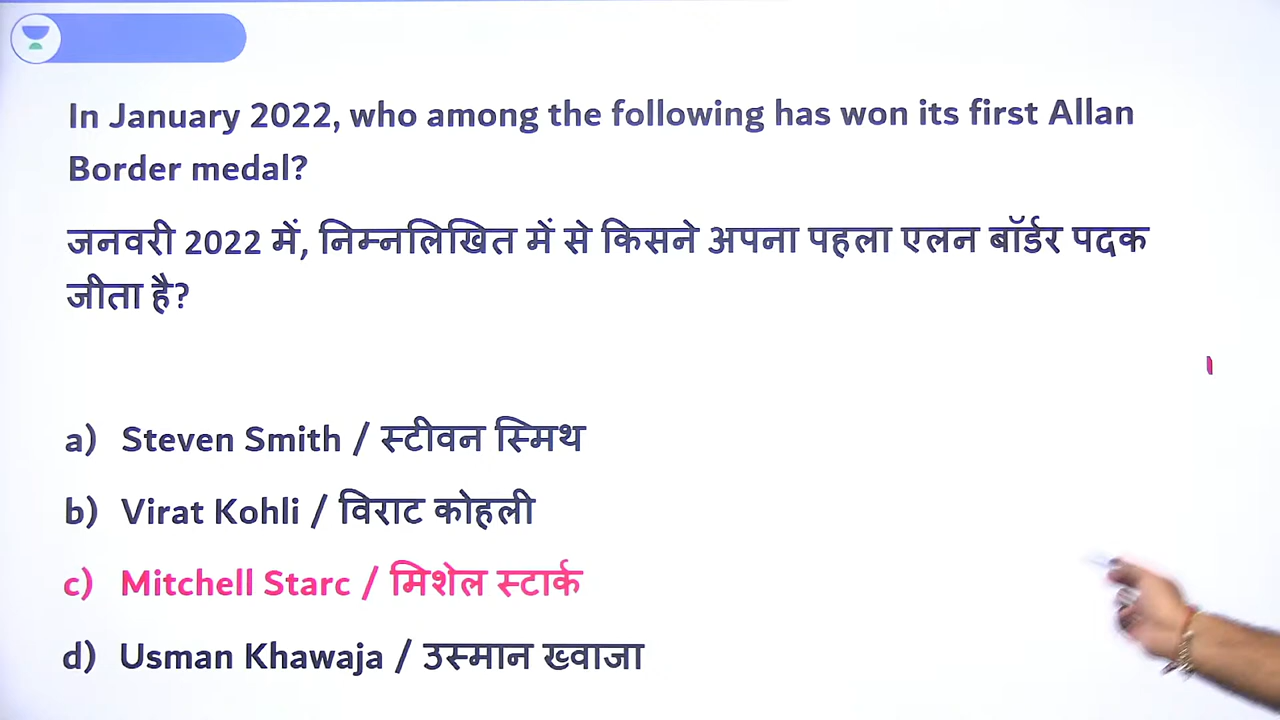 In January 2022, who among the following has won its first Allan
Border medal?
जनवरी 2022 में, निम्नलिखित में से किसने अपना पहला एलन बॉर्डर पदक
जीता है?
a) Steven Smith / स्टीवन स्मिथ
b) Virat Kohli / विराट कोहली
c) Mitchell Starc / मिशेल स्टार्क
d) Usman Khawaja / उस्मान ख्वाजा